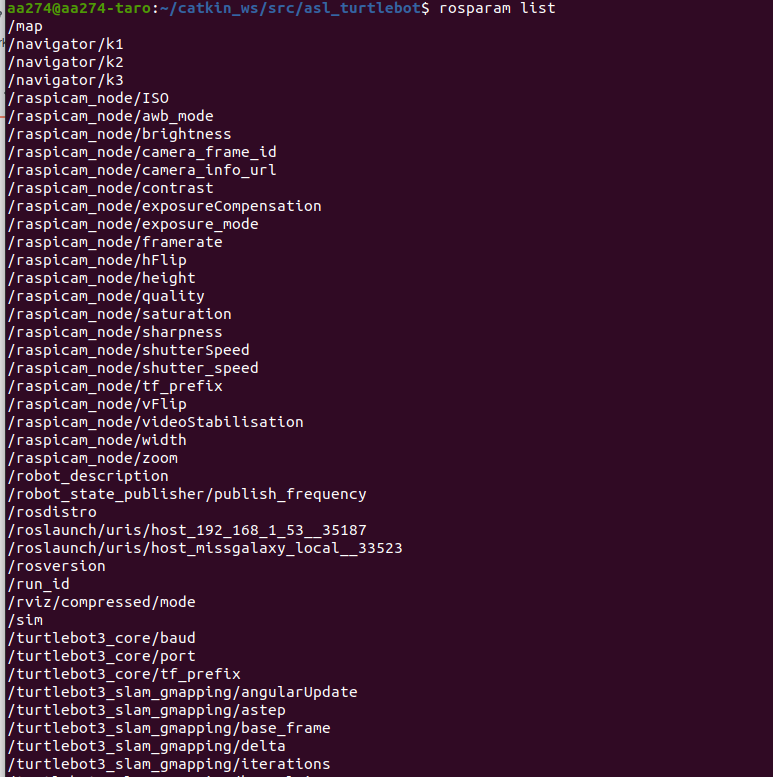 aa274@aa274-taro:~/catkin_ws/src/asl_turtlebot$ rosparam list
/map
/navigator/k1
/navigator/k2
/navigator/k3
/raspicam_node/ISO
/raspicam_node/awb_mode
/raspicam_node/brightness
/raspicam_node/camera_frame_id
/raspicam_node/camera_info_url
/raspicam_node/contrast
/raspicam_node/exposureCompensation
/raspicam_node/exposure_mode
/raspicam_node/framerate
/raspicam_node/hFlip
/raspicam_node/height
/raspicam_node/quality
/raspicam_node/saturation
/raspicam_node/sharpness
/raspicam_node/shutterSpeed
/raspicam_node/shutter_speed
/raspicam_node/tf_prefix
/raspicam_node/vFlip
/raspicam_node/videoStabilisation
/raspicam_node/width
/raspicam_node/zoom
/robot_description
/robot_state_publisher/publish_frequency
/rosdistro
/roslaunch/uris/host_192_168_1_53__35187
/roslaunch/uris/host_missgalaxy_local__33523
/rosversion
/run_id
/rviz/compressed/mode
/sim
/turtlebot3_core/baud
/turtlebot3_core/port
/turtlebot3_core/tf_prefix
/turtlebot3_slam_gmapping/angularUpdate
/turtlebot3_slam_gmapping/astep
/turtlebot3_slam_gmapping/base_frame
/turtlebot3_slam_gmapping/delta
/turtlebot3_slam_gmapping/iterations